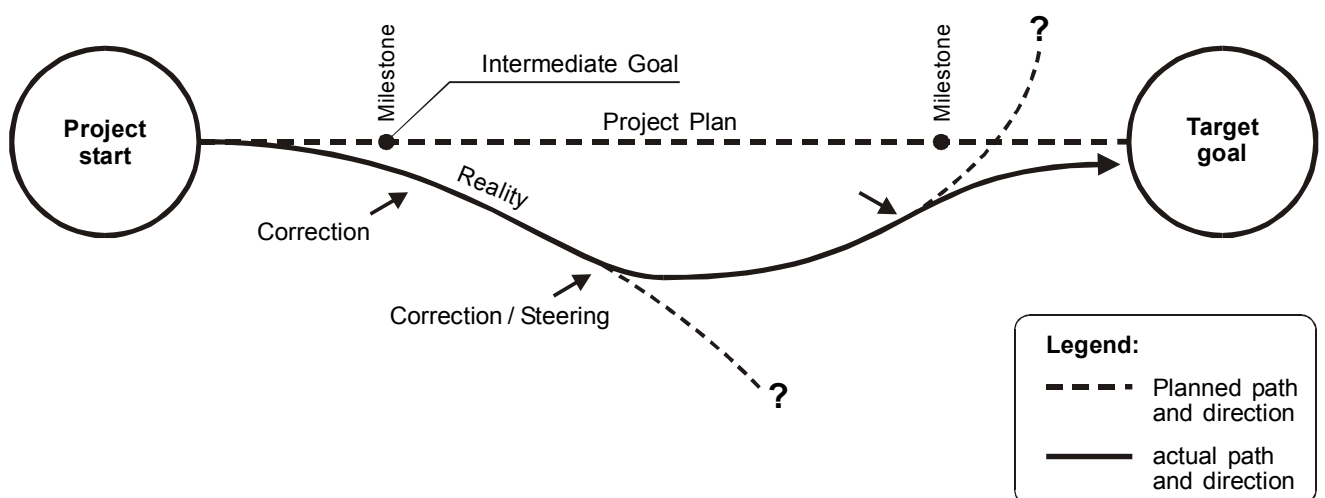 Project
start
Milestone
Intermediate Goal
Project Plan
Milestone
?
Target
goal
Reality
Correction
Correction / Steering
?
Legend:
Planned path
and direction
actual path
and direction